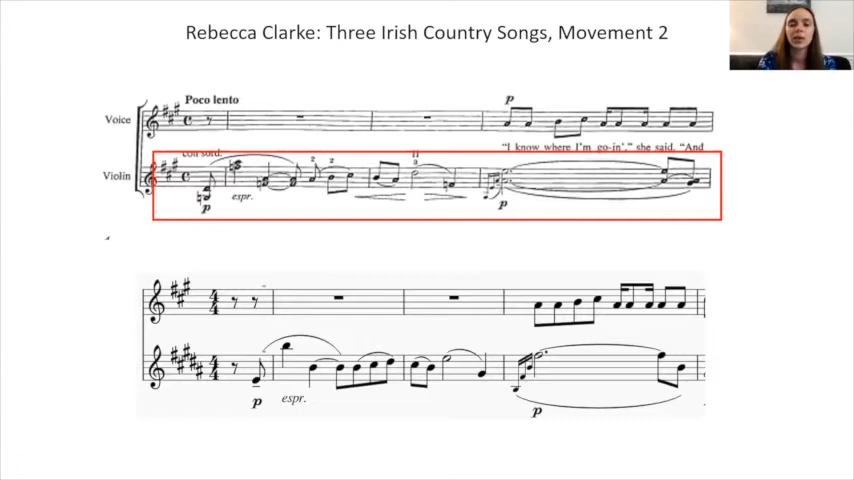 Rebecca Clarke: Three Irish Country Songs, Movement 2
Poco lento
p
Voice
"I know where I'm go-in'," she said, "And
con sord.
Violin
p
espr.
p
p
espr.
p